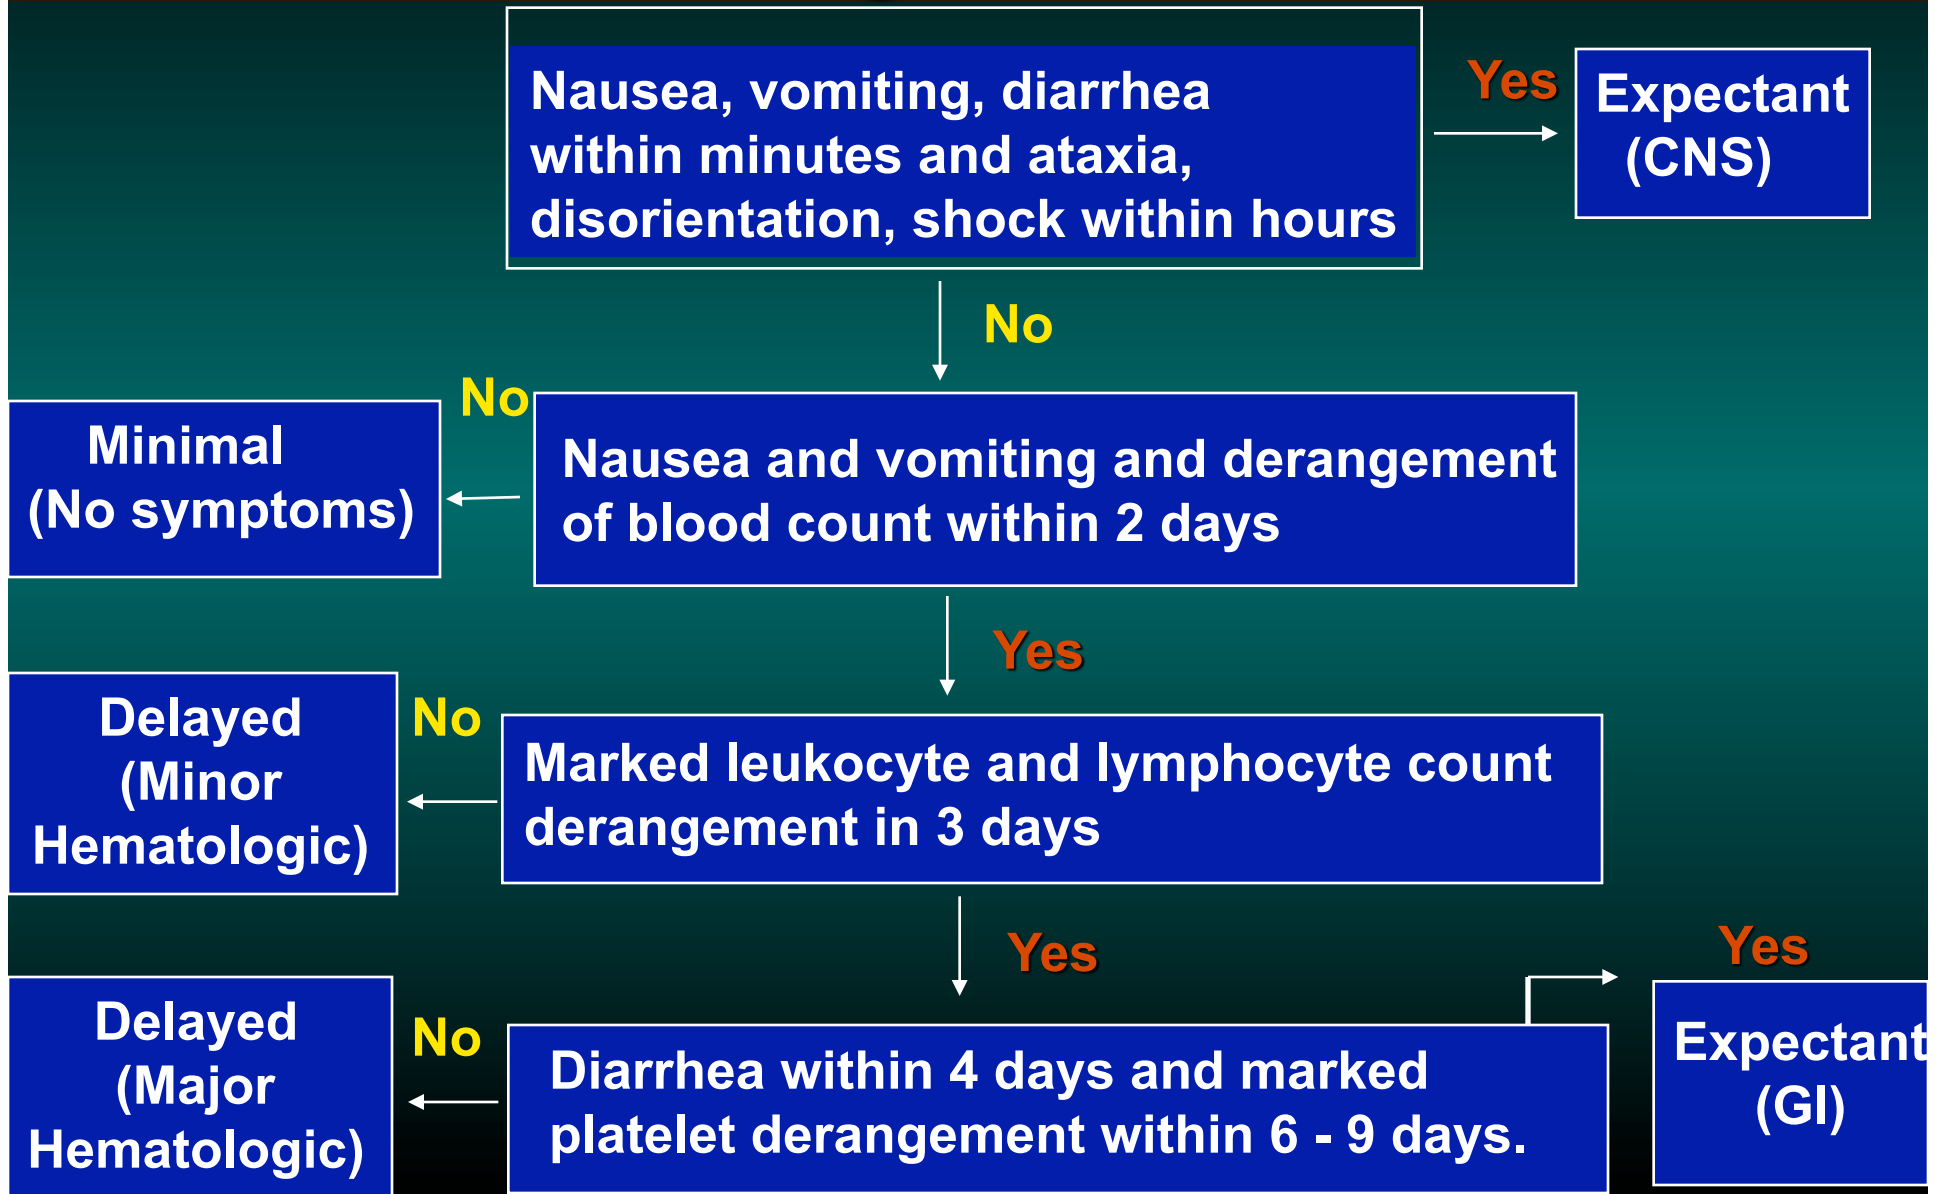 Nausea, vomiting, diarrhea
within minutes and ataxia,
disorientation, shock within hours
Yes
Expectant
(CNS)
No
No
Minimal
(No symptoms)
Nausea and vomiting and derangement
of blood count within 2 days
Yes
Delayed
(Minor
Hematologic)
No
Marked leukocyte and lymphocyte count
derangement in 3 days
Yes
Yes
Delayed
(Major
Hematologic)
No
Diarrhea within 4 days and marked
platelet derangement within 6 - 9 days.
Expectant
(GI)